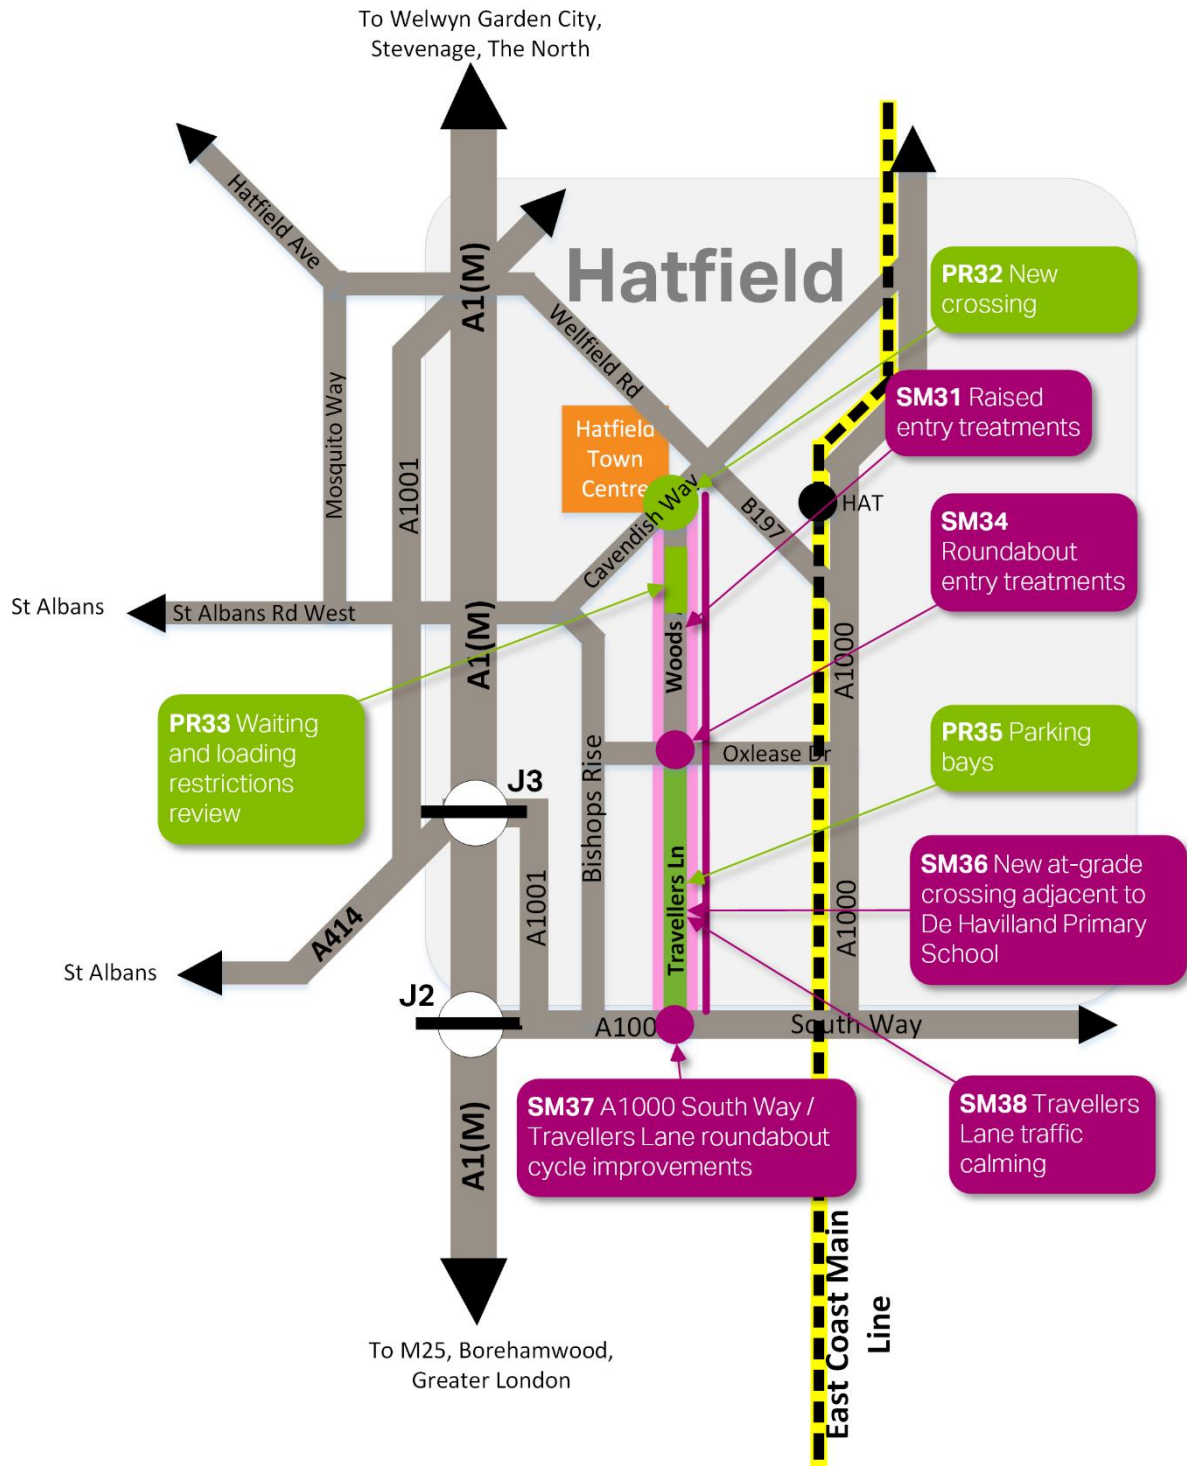 To Welwyn Garden City,
Stevenage, The North
Hatfield Ave
A1(M)
Hatfield
PR32 New
crossing
Wellfield Rd
Mosquito Way
A1001
SM31 Raised
entry treatments
Hatfield
Town
Centre
Cavendish Way
B197
HAT
SM34
Roundabout
entry treatments
St Albans
St Albans Rd West
A1(M)
Woods
A1000
PR33 Waiting
and loading
restrictions
review
Bishops Rise
Oxlease Dr
PR35 Parking
bays
J3
A1001
Travellers Ln
A1000
SM36 New at-grade
crossing adjacent to
De Havilland Primary
School
A414
St Albans
J2
A100
South Way
SM37 A1000 South Way /
Travellers Lane roundabout
cycle improvements
SM38 Travellers
Lane traffic
calming
A1(M)
East Coast Main
Line
To M25, Borehamwood,
Greater London